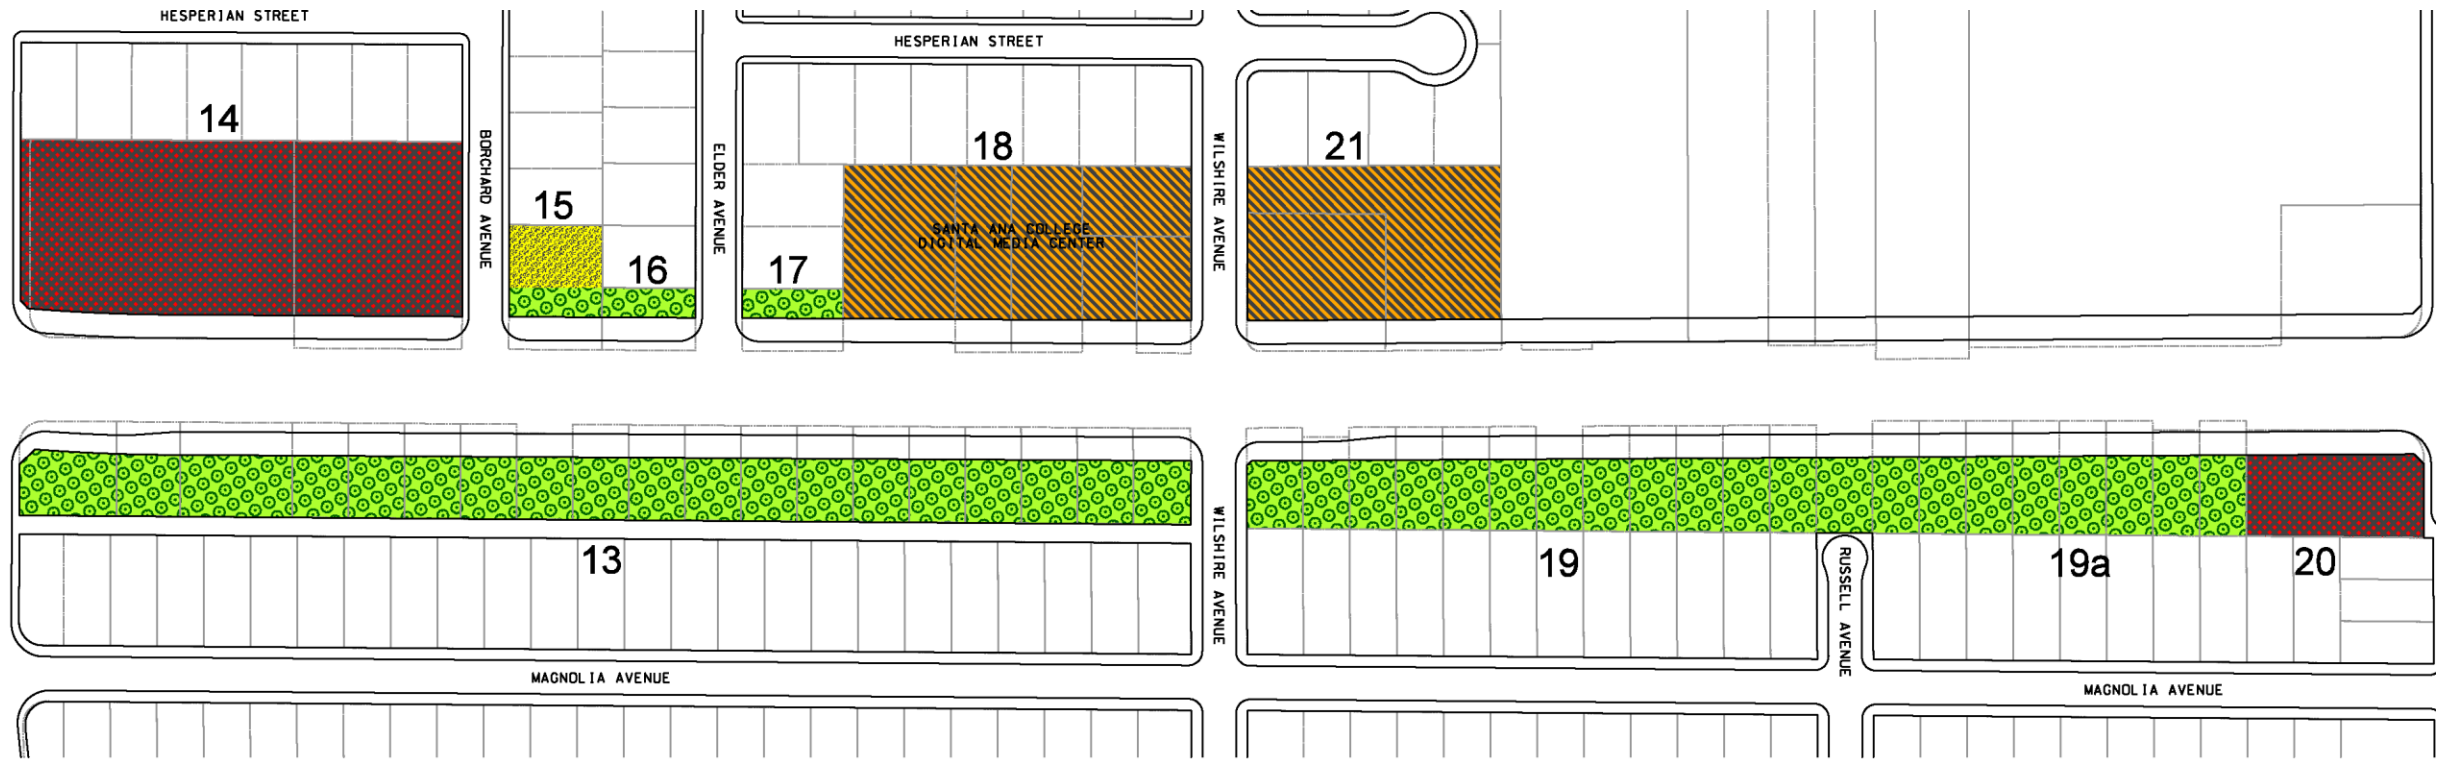 HESPERIAN STREET
HESPERIAN STREET
14
BORCHARD AVENUE
15
16
ELDER AVENUE
17
18
SANTA ANA COLLEGE
DIGITAL MEDIA CENTER
WILSHIRE AVENUE
21
13
WILSHIRE AVENUE
19
RUSSELL AVENUE
19a
20
MAGNOLIA AVENUE
MAGNOLIA AVENUE